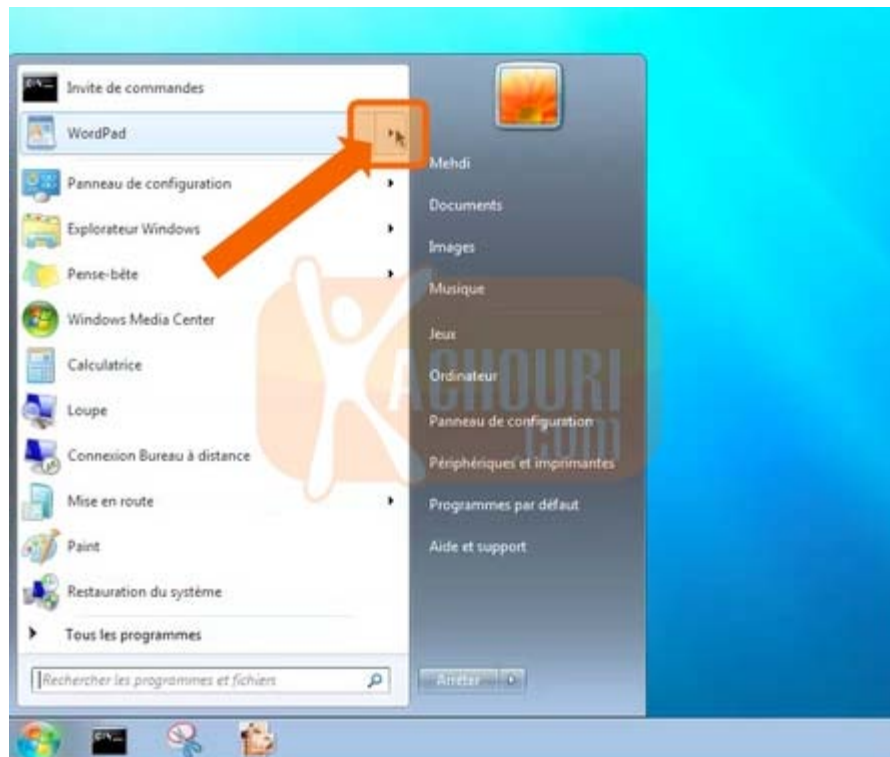 Invite de commandes
WordPad
Panneau de configuration
Explorateur Windows
Pense-bête
Windows Media Center
Calculatrice
Loupe
Connexion Bureau à distance
Mise en route
Paint
Restauration du système
Tous les programmes
Rechercher les programmes et fichiers
Mehdi
Documents
Images
Musique
Jeux
Ordinateur
Panneau de configuration
Périphériques et imprimantes
Programmes par défaut
Aide et support
Arrêter
KACHOURI
.com